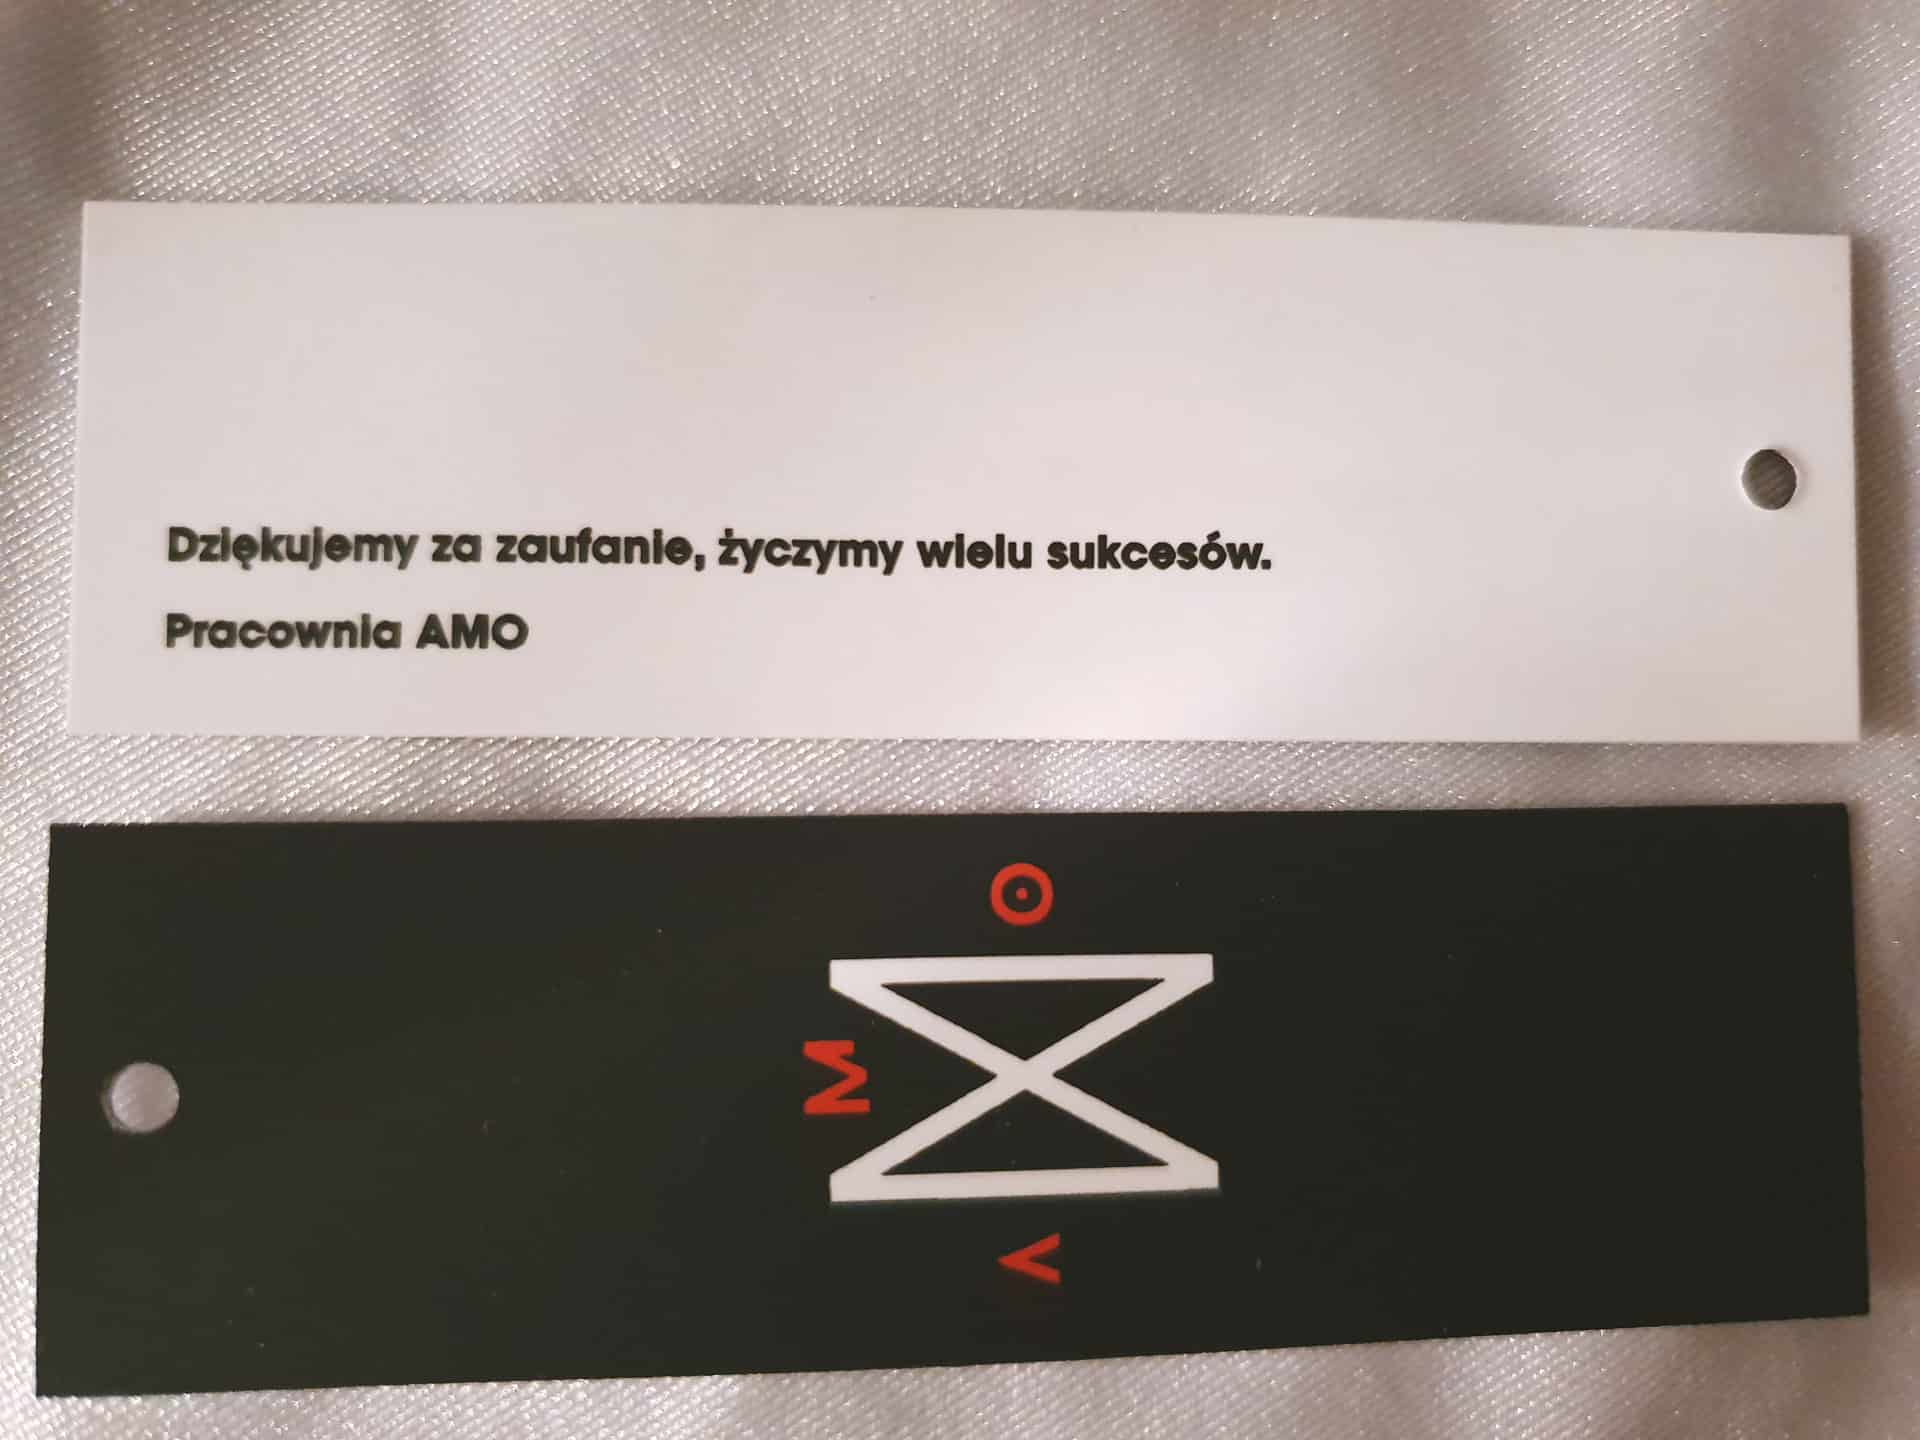 Dziękujemy za zaufanie, życzymy wielu sukcesów.
Pracownia AMO
A M O